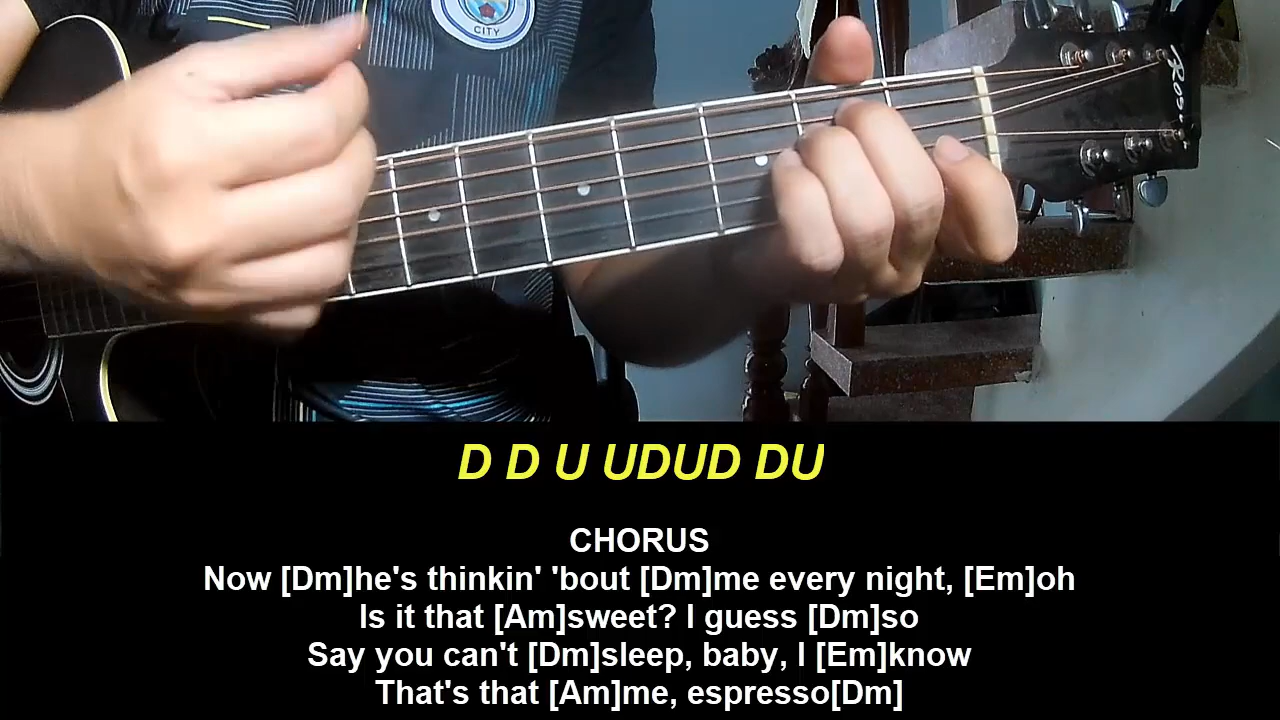 CITY
D D U UDUD DU
CHORUS
Now [Dm]he's thinkin' 'bout [Dm]me every night, [Em]oh
Is it that [Am]sweet? I guess [Dm]so
Say you can't [Dm]sleep, baby, I [Em]know
That's that [Am]me, espresso[Dm]